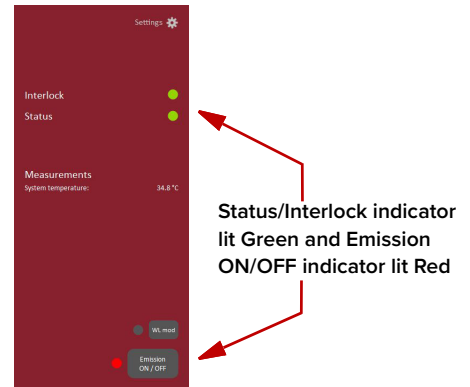 Settings
Interlock
Status
Measurements
System temperature: 34.8 °C
Status/Interlock indicator
lit Green and Emission
ON/OFF indicator lit Red
WL mod
Emission
ON / OFF